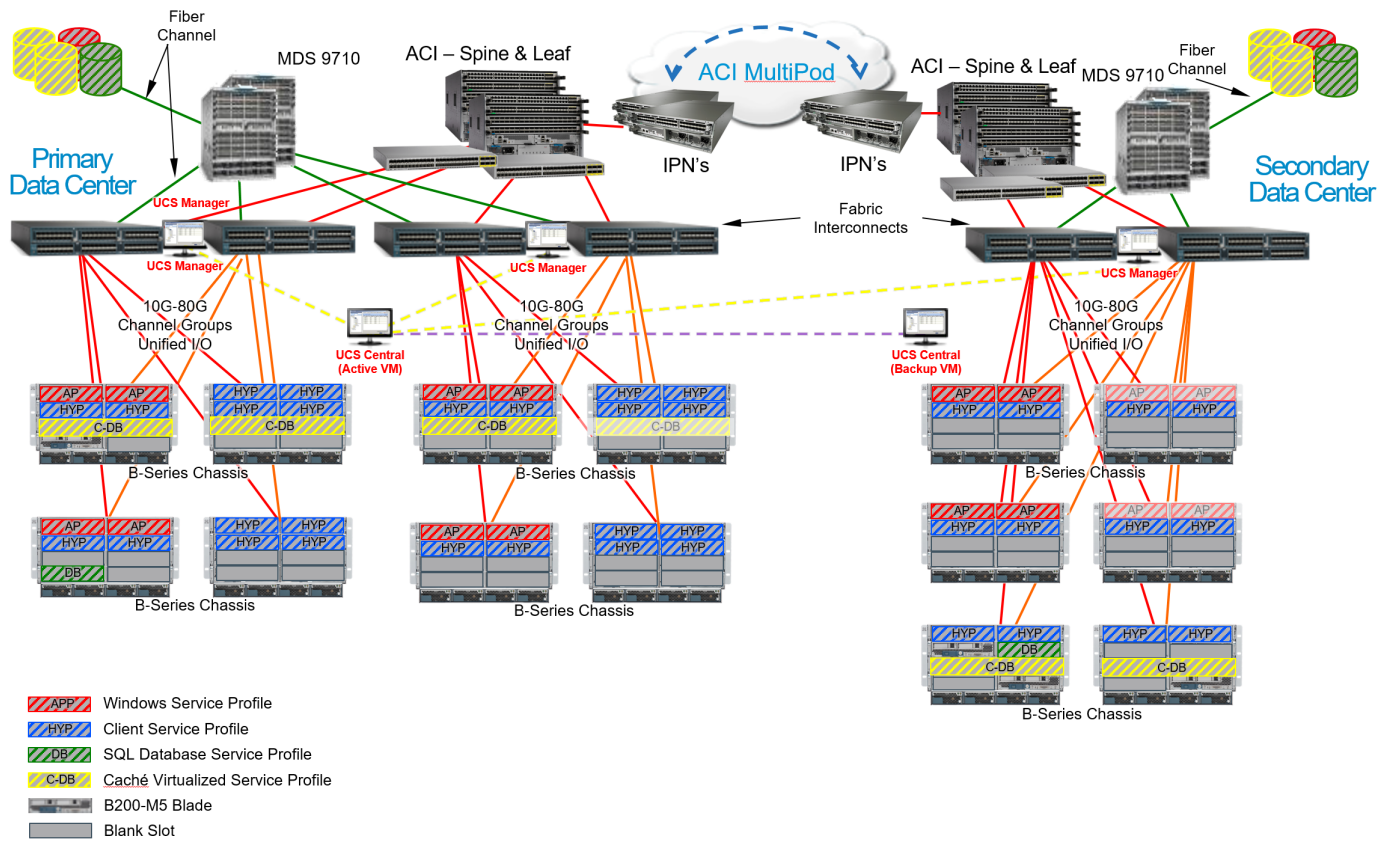 Fiber
Channel
MDS 9710
ACI – Spine & Leaf
ACI MultiPod
ACI – Spine & Leaf
MDS 9710
Fiber
Channel
IPN's
IPN's
Primary
Data Center
Secondary
Data Center
UCS Manager
Fabric
Interconnects
UCS Manager
UCS Manager
UCS Manager
10G-80G
Channel Groups
Unified I/O
10G-80G
Channel Groups
Unified I/O
10G-80G
Channel Groups
Unified I/O
UCS Central
(Active VM)
UCS Central
(Backup VM)
AP AP HYP HYP
HYP HYP HYP HYP
C-DB C-DB
B-Series Chassis
AP AP HYP HYP
HYP HYP HYP HYP
C-DB C-DB
B-Series Chassis
AP AP AP AP
HYP HYP HYP HYP
B-Series Chassis
AP AP HYP HYP
HYP HYP HYP HYP
DB
B-Series Chassis
AP AP HYP HYP
HYP HYP HYP HYP
B-Series Chassis
AP AP AP AP
HYP HYP HYP HYP
HYP HYP HYP HYP
DB
C-DB C-DB
B-Series Chassis
APP Windows Service Profile
HYP Client Service Profile
DB SQL Database Service Profile
C-DB Caché Virtualized Service Profile
B200-M5 Blade
Blank Slot